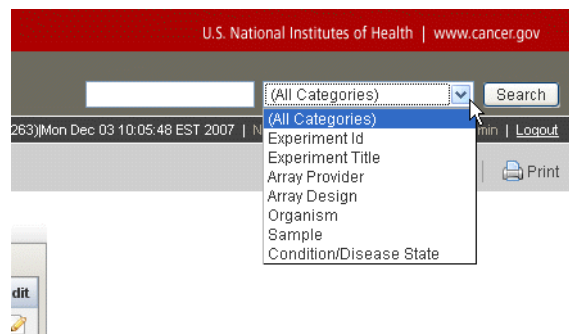 U.S. National Institutes of Health | www.cancer.gov
(All Categories)
Search
263)|Mon Dec 03 10:05:48 EST 2007 | N
min | Logout
(All Categories)
Experiment Id
Experiment Title
Array Provider
Array Design
Organism
Sample
Condition/Disease State
Print
dit